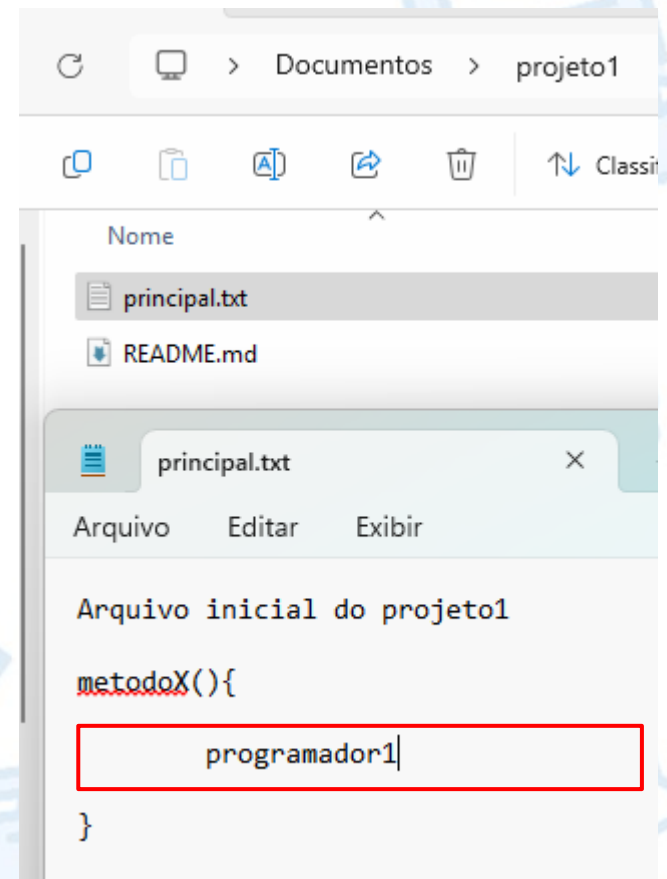 > Documentos > projeto1
Classi
Nome
principal.txt
README.md
principal.txt
Arquivo Editar Exibir
Arquivo inicial do projeto1
metodoX(){
programador1
}